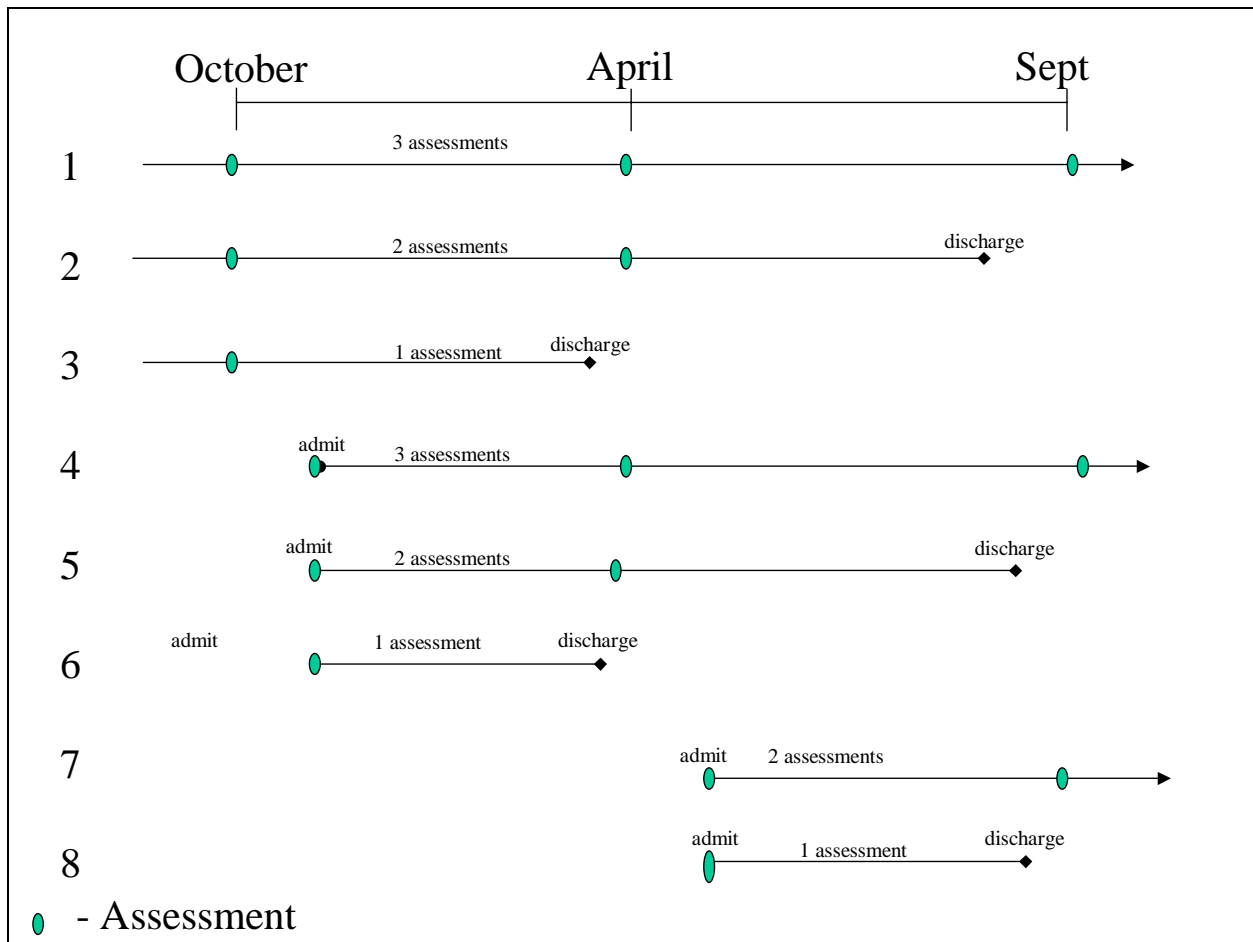 October April Sept
3 assessments
1
2 assessments discharge
2
1 assessment discharge
3
admit
4 3 assessments
admit discharge
5 2 assessments
admit 1 assessment discharge
6
7 admit 2 assessments
admit 1 assessment discharge
8
- Assessment